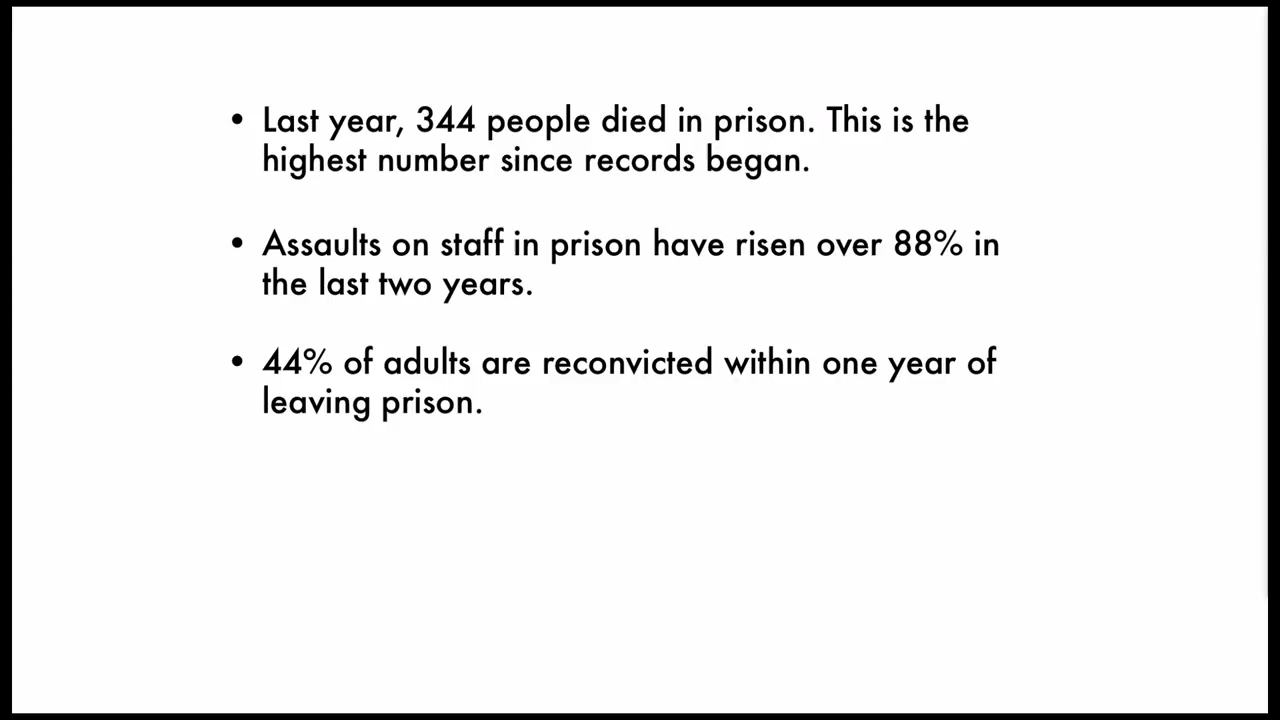 • Last year, 344 people died in prison. This is the
highest number since records began.
• Assaults on staff in prison have risen over 88% in
the last two years.
• 44% of adults are reconvicted within one year of
leaving prison.